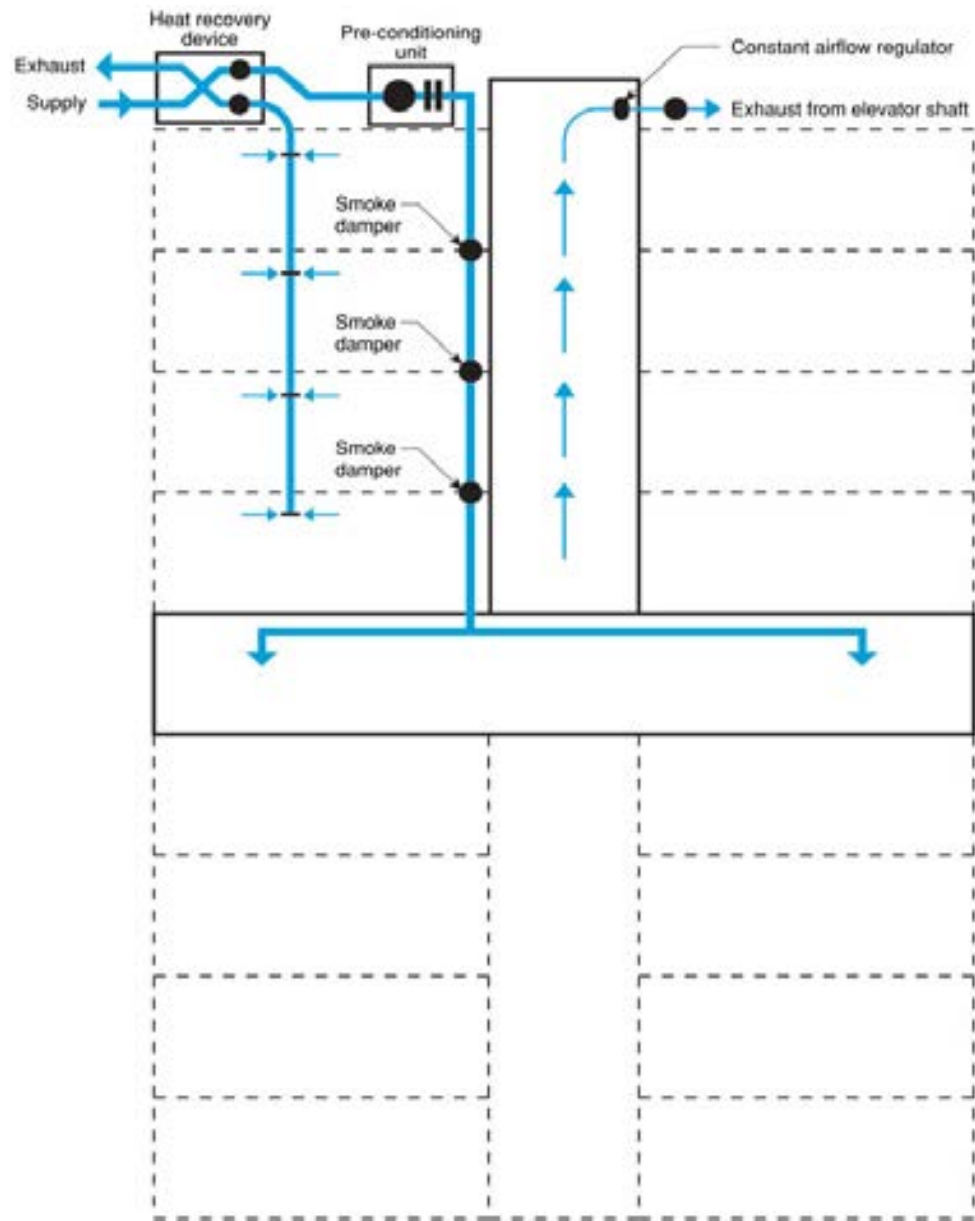 Heat recovery
device
Pre-conditioning
unit
Exhaust
Supply
Constant airflow regulator
Exhaust from elevator shaft
Smoke
damper
Smoke
damper
Smoke
damper